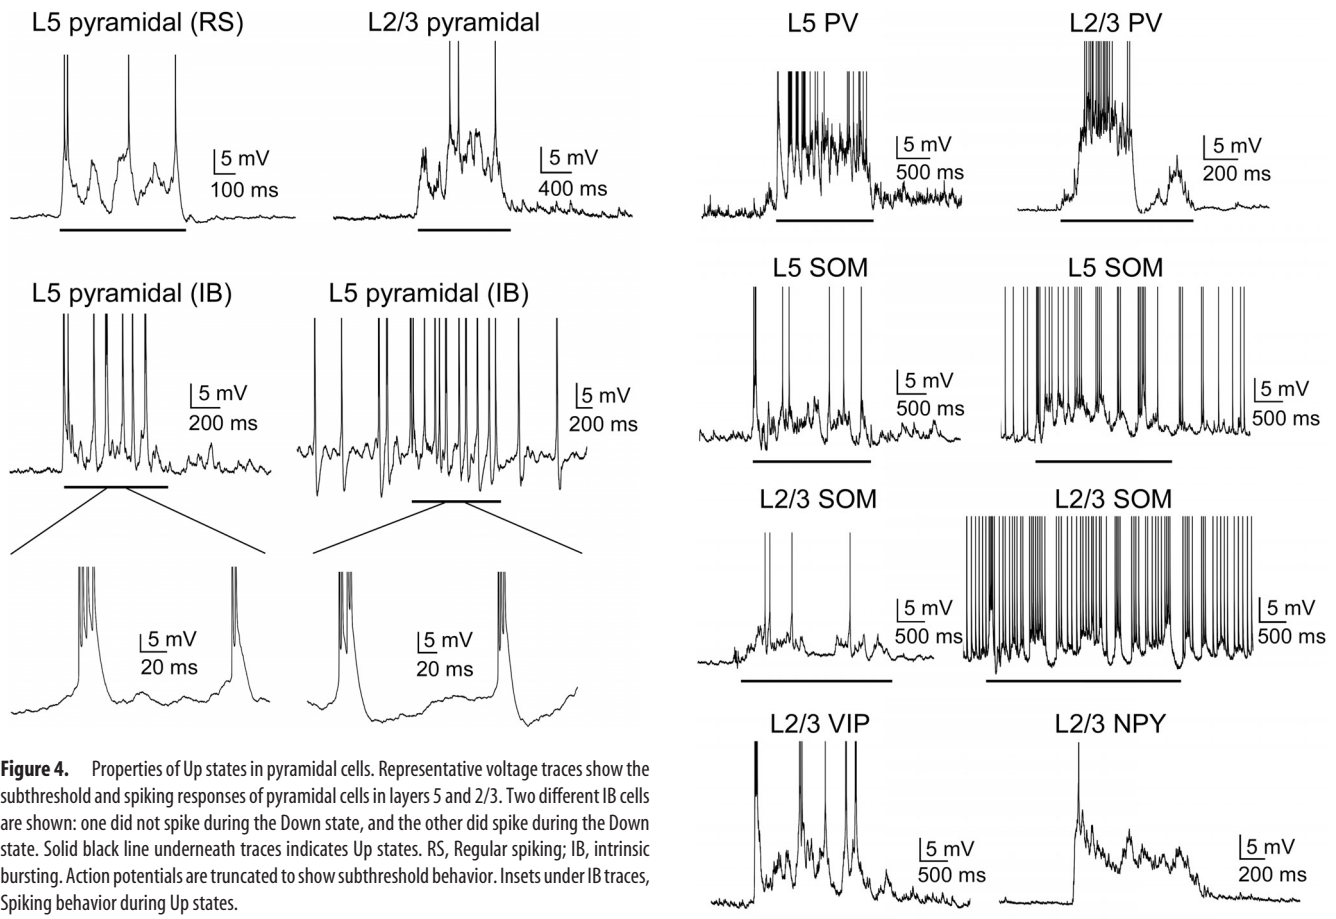 L5 pyramidal (RS)
5 mV
100 ms
L2/3 pyramidal
5 mV
400 ms
L5 pyramidal (IB)
5 mV
200 ms
L5 pyramidal (IB)
5 mV
200 ms
5 mV
20 ms
5 mV
20 ms
Figure 4. Properties of Up states in pyramidal cells. Representative voltage traces show the
subthreshold and spiking responses of pyramidal cells in layers 5 and 2/3. Two different IB cells
are shown: one did not spike during the Down state, and the other did spike during the Down
state. Solid black line underneath traces indicates Up states. RS, Regular spiking; IB, intrinsic
bursting. Action potentials are truncated to show subthreshold behavior. Insets under IB traces,
Spiking behavior during Up states.
L5 PV
5 mV
500 ms
L2/3 PV
5 mV
200 ms
L5 SOM
5 mV
500 ms
L5 SOM
5 mV
500 ms
L2/3 SOM
5 mV
500 ms
L2/3 SOM
5 mV
500 ms
L2/3 VIP
5 mV
500 ms
L2/3 NPY
5 mV
200 ms